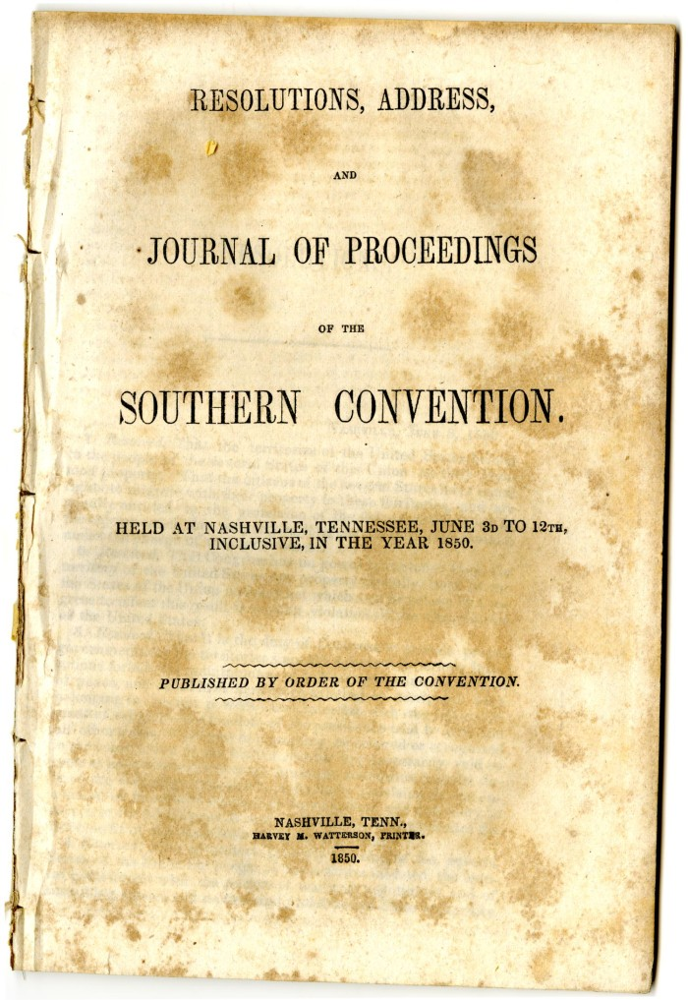 RESOLUTIONS, ADDRESS,
AND
JOURNAL OF PROCEEDINGS
OF THE
SOUTHERN CONVENTION.
HELD AT NASHVILLE, TENNESSEE, JUNE 3D TO 12TH,
INCLUSIVE, IN THE YEAR 1850.
PUBLISHED BY ORDER OF THE CONVENTION.
NASHVILLE, TENN.,
HARVEY M. WATTERSON, PRINTER.
1850.